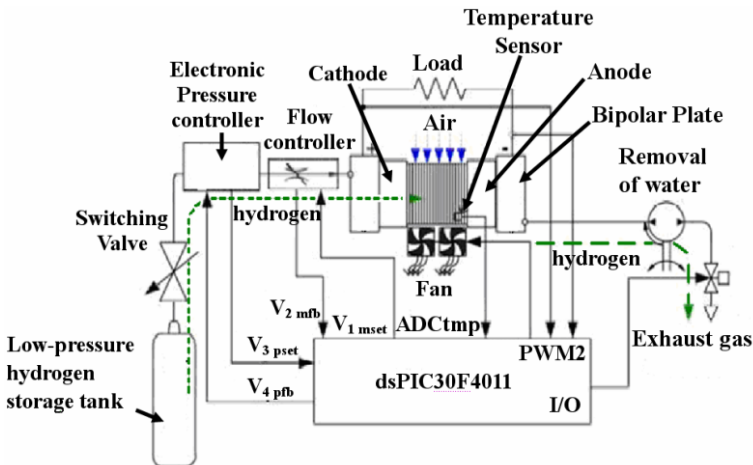 Temperature
Sensor
Electronic
Pressure
controller
Cathode
Load
Anode
Flow
controller
Air
Bipolar Plate
Removal
of water
Switching
Valve
hydrogen
hydrogen
Fan
V2 mfb
V1 mset
ADCtmp
V3 pset
PWM2
Exhaust gas
Low-pressure
hydrogen
storage tank
V4 pfb
dsPIC30F4011
I/O
+
-